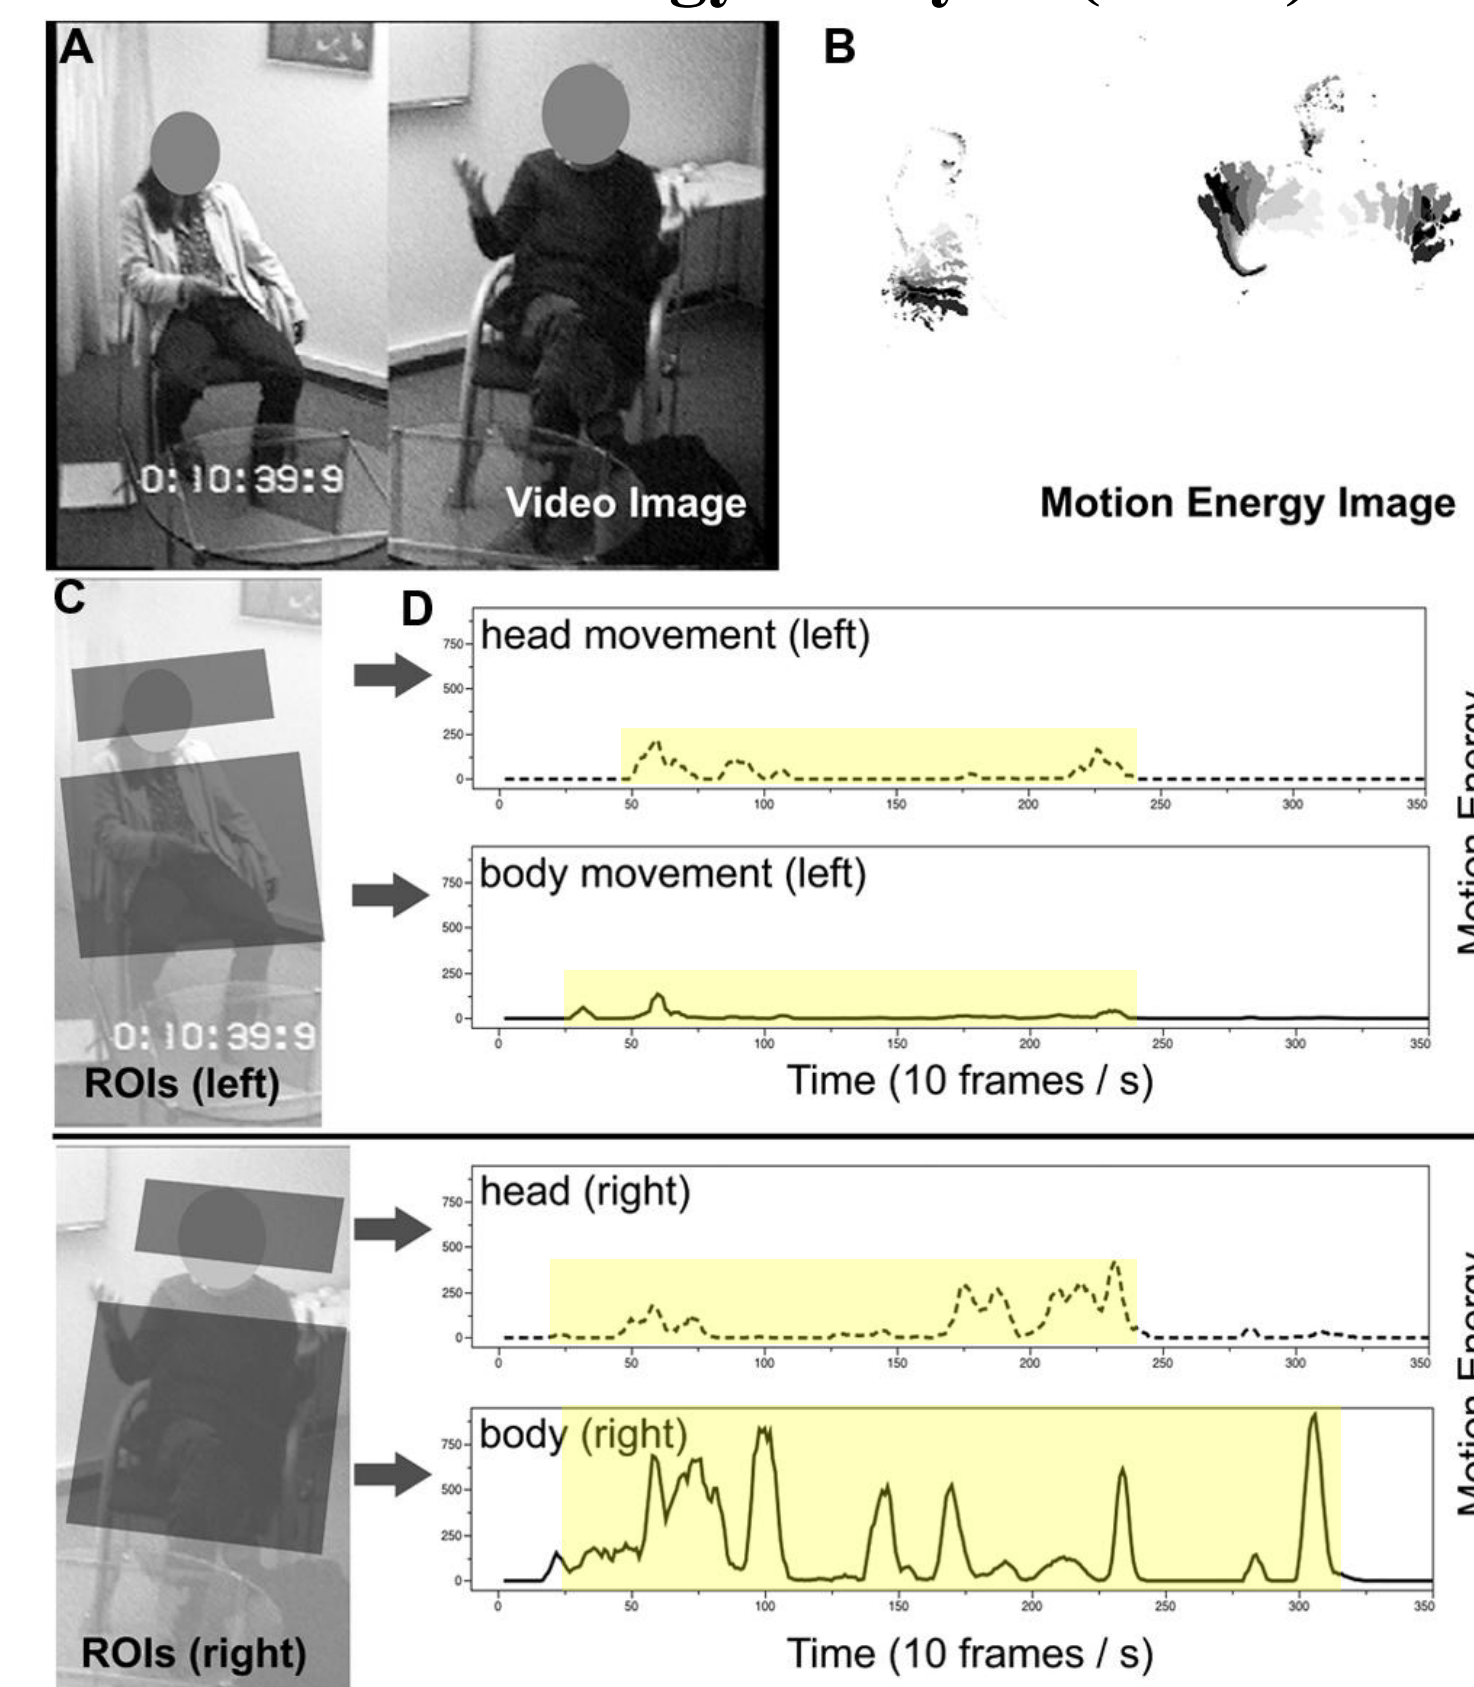 A
B
0:10:39:9
Video Image
Motion Energy Image
C
D
head movement (left)
750
500
250
0
0 50 100 150 200 250 300 350
body movement (left)
750
500
250
0
0 50 100 150 200 250 300 350
0:10:39:9
ROIs (left)
Time (10 frames / s)
Motion Energy
head (right)
750
500
250
0
0 50 100 150 200 250 300 350
body (right)
750
500
250
0
0 50 100 150 200 250 300 350
ROIs (right)
Time (10 frames / s)
Motion Energy